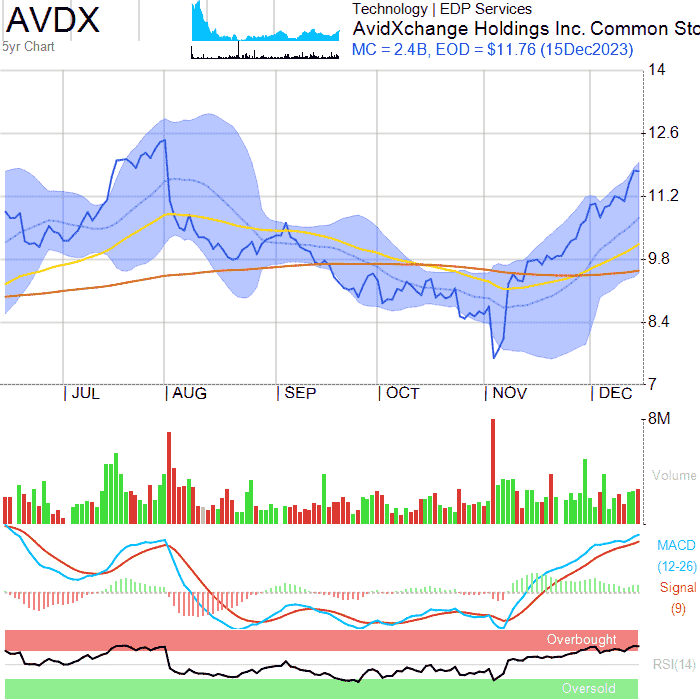 AVDX
5yr Chart
Technology | EDP Services
AvidXchange Holdings Inc. Common Sto
MC = 2.4B, EOD = $11.76 (15Dec2023)
14
12.6
11.2
9.8
8.4
7
JUL AUG SEP OCT NOV DEC
8M
Volume
MACD
(12-26)
Signal
(9)
Overbought
RSI(14)
Oversold